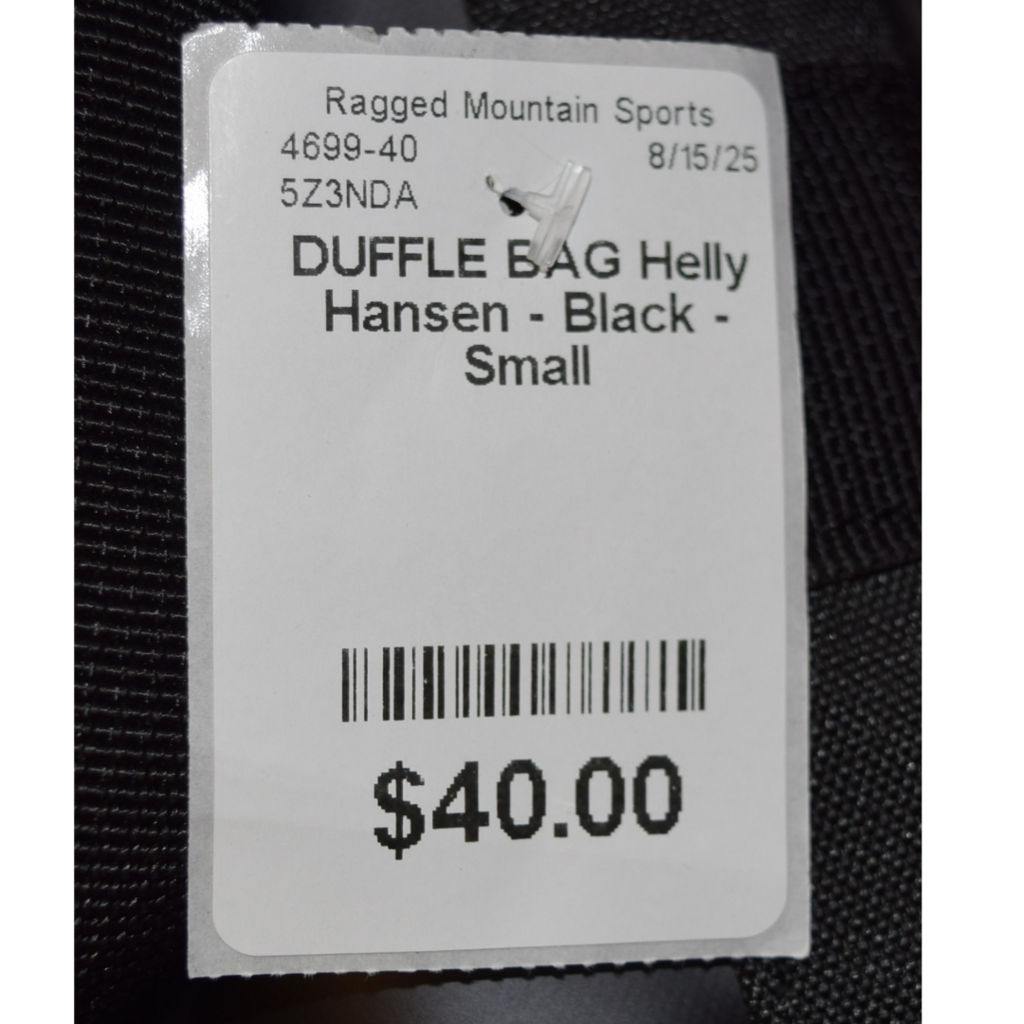 Ragged Mountain Sports
4699-40 8/15/25
5Z3NDA
DUFFLE BAG Helly
Hansen - Black -
Small
$40.00